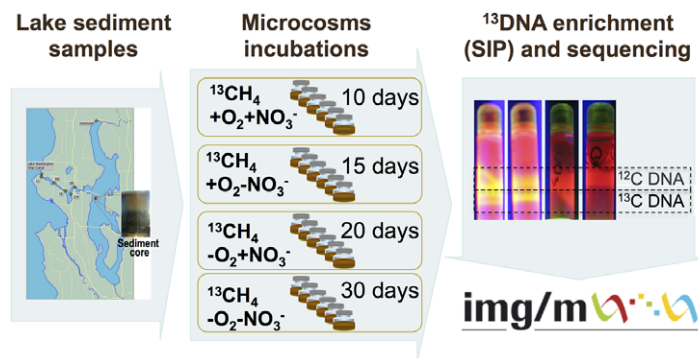 Lake sediment
samples
Sediment
core
Microcosms
incubations
¹³CH₄
+O₂+NO₃⁻
10 days
¹³CH₄
+O₂-NO₃⁻
15 days
¹³CH₄
-O₂+NO₃⁻
20 days
¹³CH₄
-O₂-NO₃⁻
30 days
¹³DNA enrichment
(SIP) and sequencing
¹²C DNA
¹³C DNA
img/m